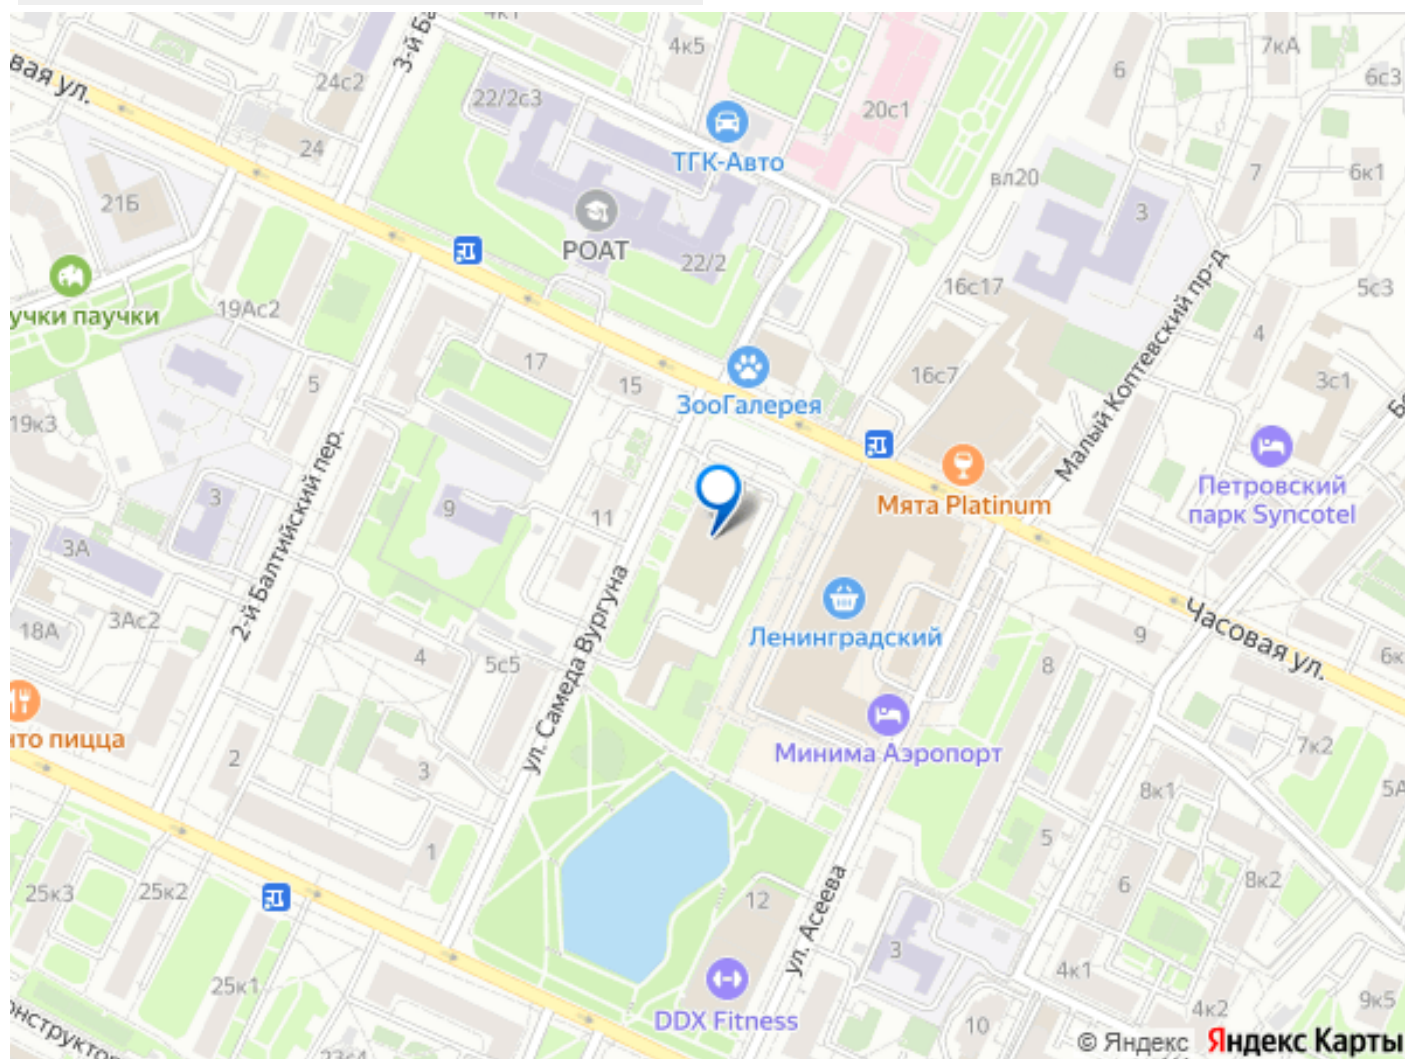 4к1
3-й Ба
4к5
7кА
6
6с3
вая ул.
24с2
22/2с3
20с1
24
ТГК-Авто
вл20
7
6к1
21Б
3
РОАТ
22/2
16с17
5с3
учки паучки
19Ас2
4
17
5
15
16с7
3с1
ЗооГалерея
Малый Коптевский пр-д
19к3
Мята Platinum
Петровский
парк Syncotel
3
9
11
2-й Балтийский пер.
3А
3Ас2
18А
ул. Самеда Вургуна
Ленинградский
Часовая ул.
9
6к
4
5с5
8
то пицца
2
3
Минима Аэропорт
7к2
8к1
5А
1
5
25к3
25к2
12
ул. Асеева
6
8к2
3
4к1
25к1
DDX Fitness
10
4к2
9к5
онструктор
23с4
© Яндекс Яндекс Карты